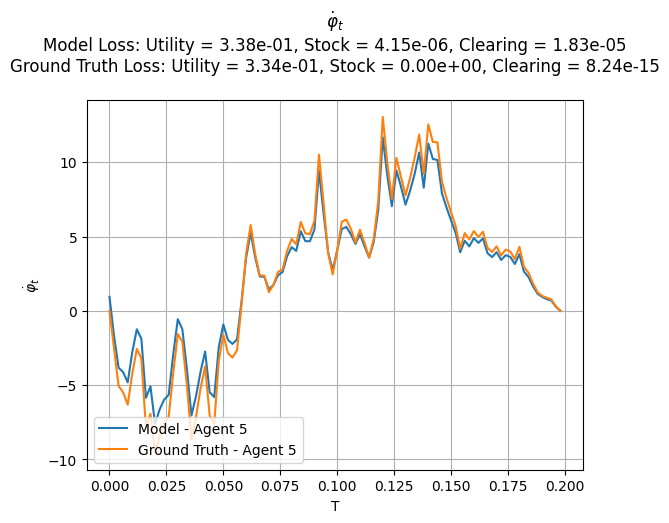 φ̇ₜ
Model Loss: Utility = 3.38e-01, Stock = 4.15e-06, Clearing = 1.83e-05
Ground Truth Loss: Utility = 3.34e-01, Stock = 0.00e+00, Clearing = 8.24e-15
φ̇ₜ
10
5
0
−5
−10
Model - Agent 5
Ground Truth - Agent 5
0.000 0.025 0.050 0.075 0.100 0.125 0.150 0.175 0.200
T